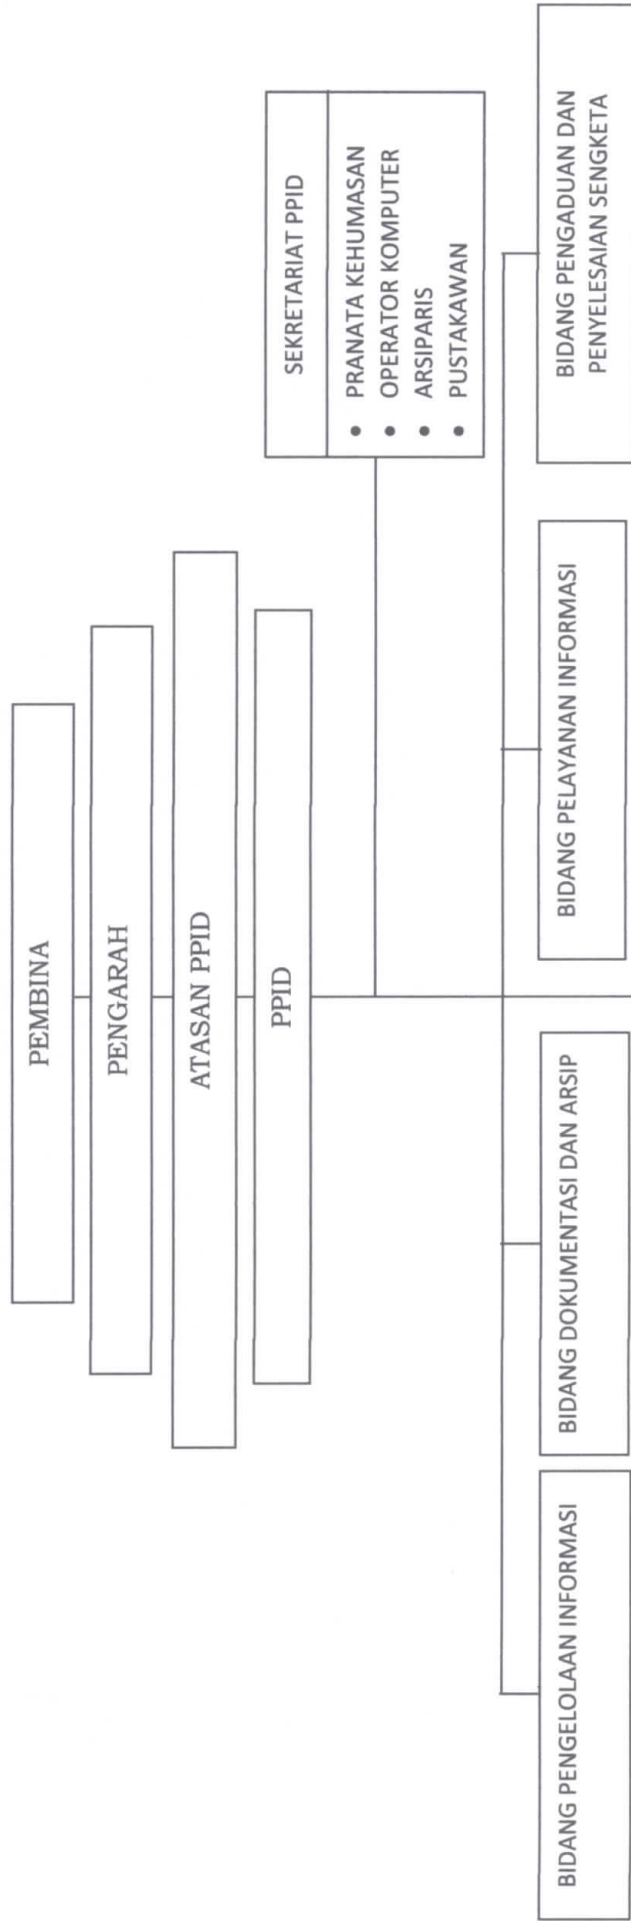 PEMBINA
PENGARAH
ATASAN PPID
PPID
SEKRETARIAT PPID
• PRANATA KEHUMASAN
• OPERATOR KOMPUTER
• ARSIPARIS
• PUSTAKAWAN
BIDANG PENGELOLAAN INFORMASI
BIDANG DOKUMENTASI DAN ARSIP
BIDANG PELAYANAN INFORMASI
BIDANG PENGADUAN DAN
PENYELESAIAN SENGKETA